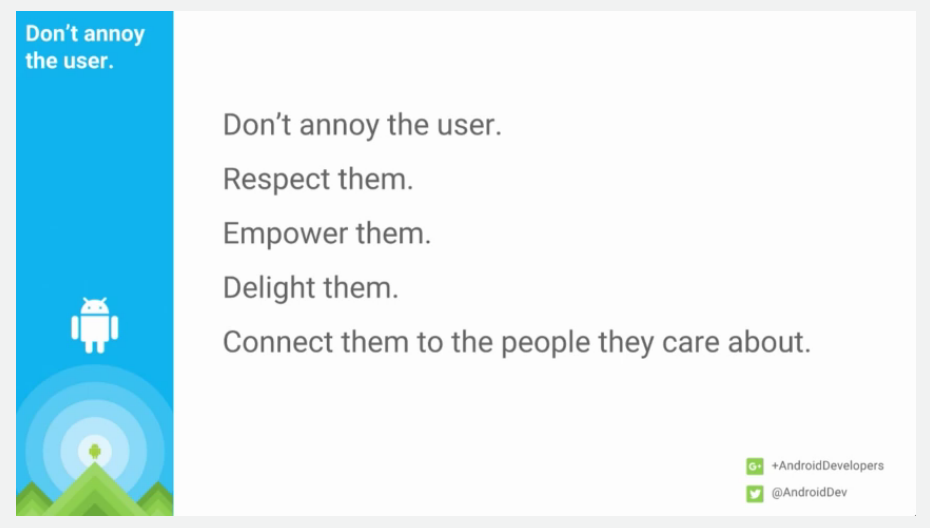 Don’t annoy
the user.
Don’t annoy the user.
Respect them.
Empower them.
Delight them.
Connect them to the people they care about.
G+ +AndroidDevelopers
@AndroidDev